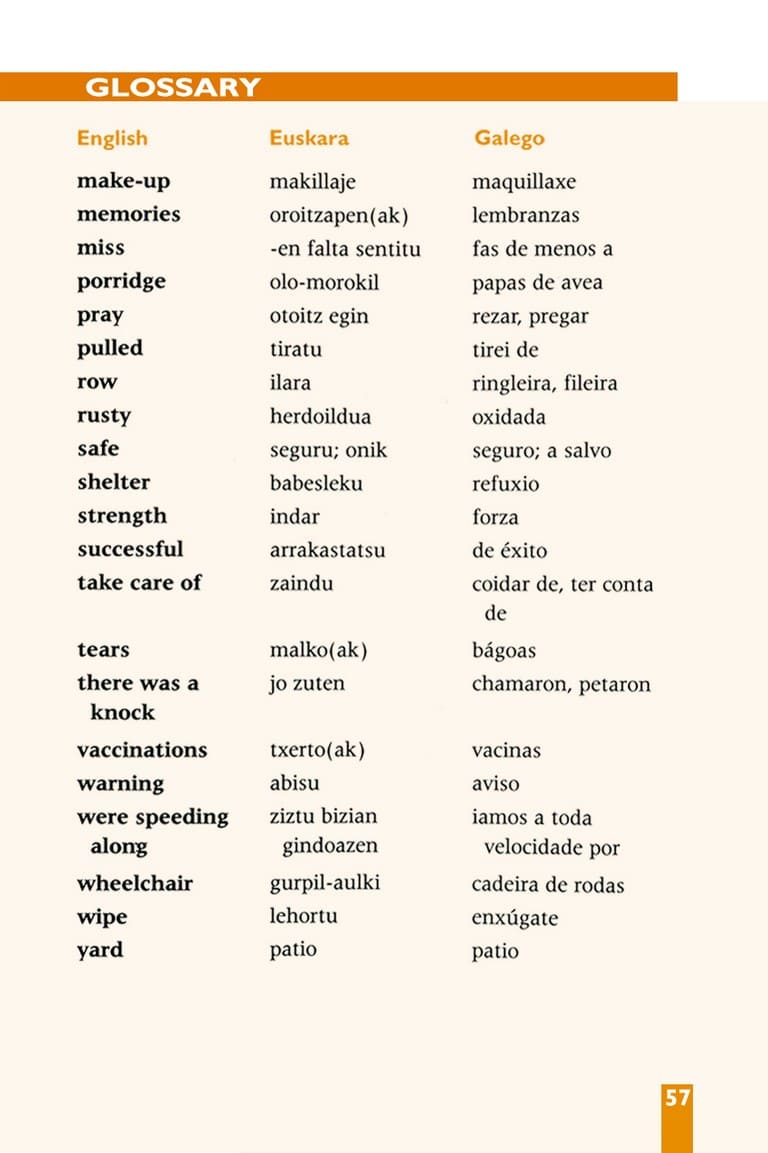 GLOSSARY
English Euskara Galego
make-up makillaje maquillaxe
memories oroitzapen(ak) lembranzas
miss -en falta sentitu fas de menos a
porridge olo-morokil papas de avea
pray otoitz egin rezar, pregar
pulled tiratu tirei de
row ilara ringleira, fileira
rusty herdoildua oxidada
safe seguru; onik seguro; a salvo
shelter babesleku refuxio
strength indar forza
successful arrakastatsu de éxito
take care of zaindu coidar de, ter conta
de
tears malko(ak) bágoas
there was a jo zuten chamaron, petaron
knock
vaccinations txerto(ak) vacinas
warning abisu aviso
were speeding ziztu bizian iamos a toda
along gindoazen velocidade por
wheelchair gurpil-aulki cadeira de rodas
wipe lehortu enxúgate
yard patio patio
57